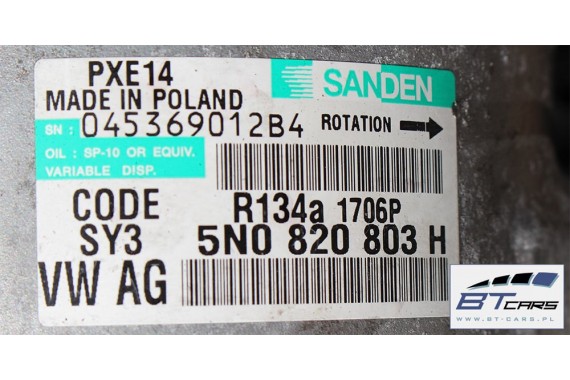 PXE14
SANDEN
MADE IN POLAND
SN : 045369012B4 ROTATION
OIL : SP-10 OR EQUIV.
VARIABLE DISP.
CODE R134a 1706P
SY3 5N0 820 803 H
VW AG
BT CARS
WWW.BT-CARS.PL